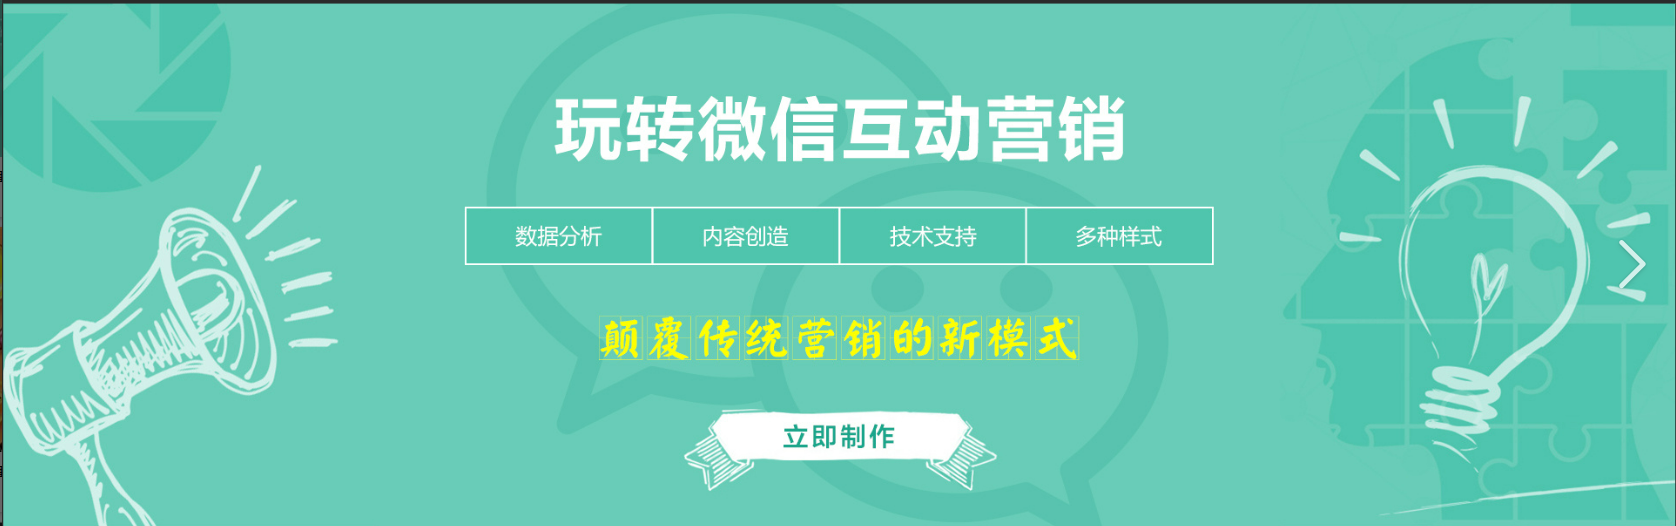 玩转微信互动营销
数据分析 内容创造 技术支持 多种样式
颠覆传统营销的新模式
立即制作